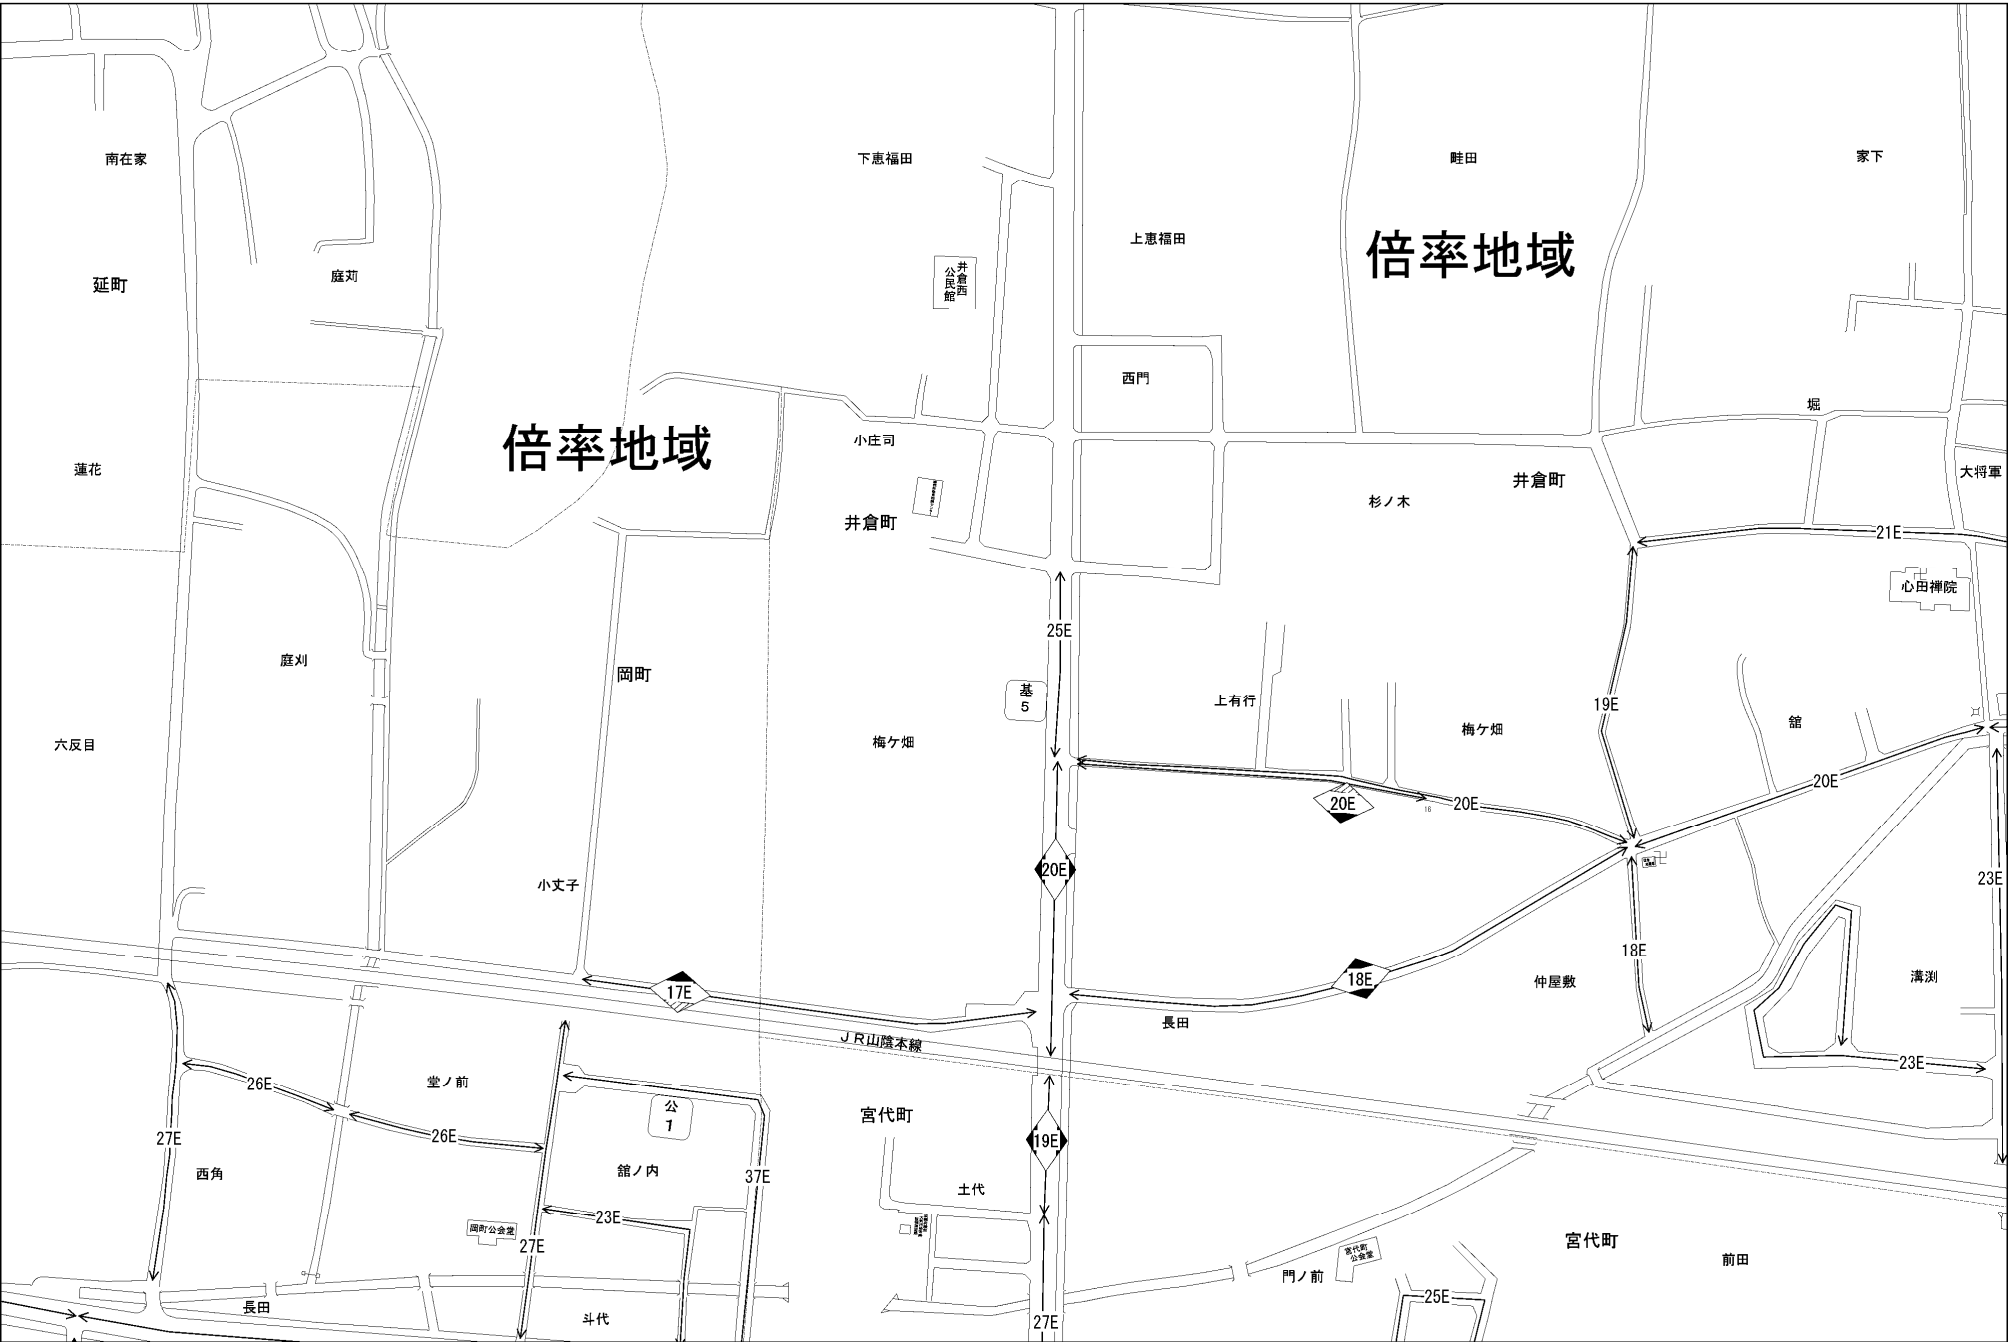 南在家
下恵福田
畦田
家下
上恵福田
倍率地域
延町
庭苅
井倉西
公民館
西門
堀
倍率地域
小庄司
蓮花
大将軍
井倉町
杉ノ木
井倉町
21E
心田禅院
25E
庭刈
岡町
基
5
上有行
19E
梅ケ畑
舘
六反目
梅ケ畑
20E
20E
20E
16
20E
23E
小丈子
18E
18E
17E
仲屋敷
溝渕
長田
JR山陰本線
23E
26E
堂ノ前
公
1
宮代町
27E
26E
19E
西角
舘ノ内
37E
土代
23E
岡町公会堂
27E
宮代町
公会堂
宮代町
前田
門ノ前
25E
長田
斗代
27E